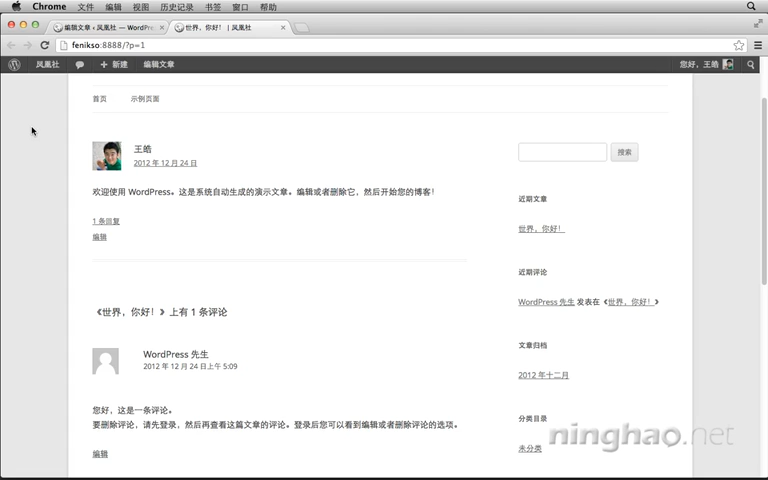 Chrome 文件 编辑 视图 历史记录 书签 窗口 帮助
编辑文章 ‹ 凤凰社 — WordPre
世界，你好！ | 凤凰社
fenikso:8888/?p=1
凤凰社 新建 编辑文章 您好，王皓
首页 示例页面
王皓
2012 年 12 月 24 日
欢迎使用 WordPress。这是系统自动生成的演示文章。编辑或者删除它，然后开始您的博客！
1 条回复
编辑
《世界，你好！》上有 1 条评论
WordPress 先生
2012 年 12 月 24 日上午 5:09
您好，这是一条评论。
要删除评论，请先登录，然后再查看这篇文章的评论。登录后您可以看到编辑或者删除评论的选项。
编辑
搜索
近期文章
世界，你好！
近期评论
WordPress 先生 发表在《世界，你好！》
文章归档
2012 年十二月
分类目录
未分类
ninghao.net